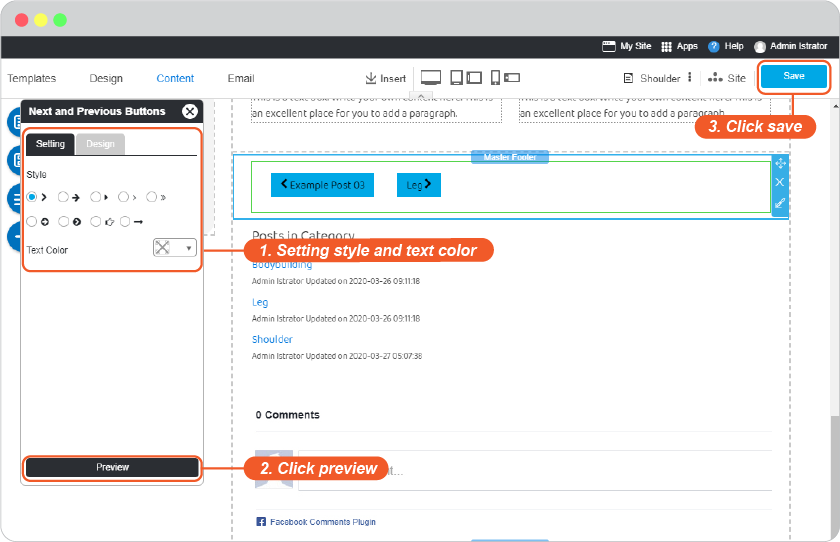 My Site Apps Help Admin Istrator
Templates Design Content Email Insert Shoulder Site Save
Next and Previous Buttons
Setting Design
Style
Text Color
Preview
This is a text box. Write your own content here! This is
an excellent place for you to add a paragraph.
This is a text box. Write your own content here! This is
an excellent place for you to add a paragraph.
3. Click save
Master Footer
Example Post 03 Leg
Posts in Category
1. Setting style and text color
Bodybuilding
Admin Istrator Updated on 2020-03-26 09:11:18
Leg
Admin Istrator Updated on 2020-03-26 09:11:18
Shoulder
Admin Istrator Updated on 2020-03-27 05:07:38
0 Comments
2. Click preview
Facebook Comments Plugin